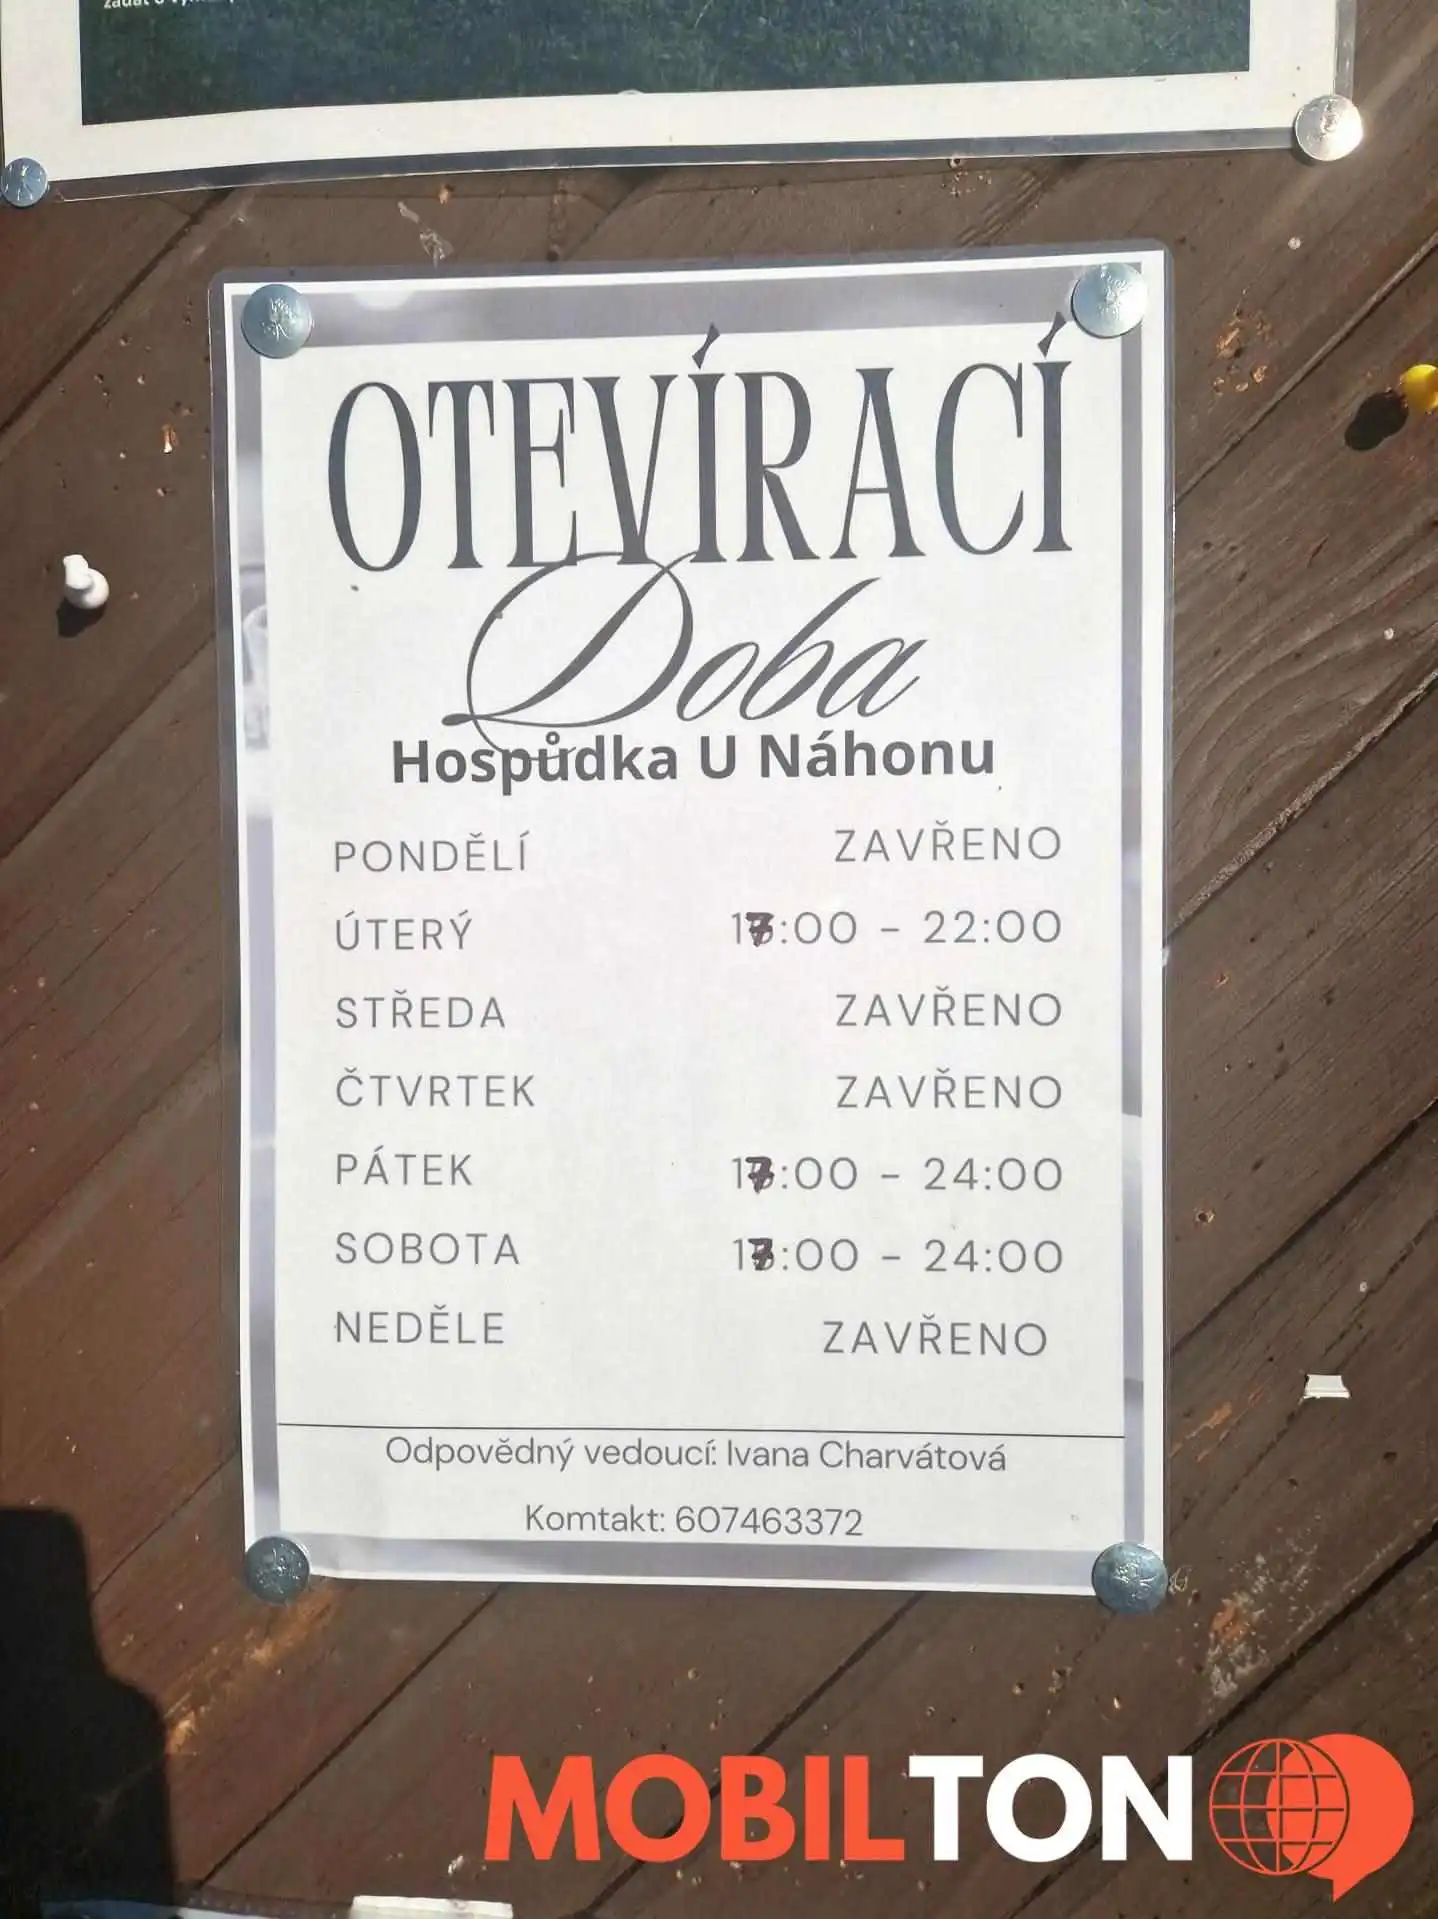 OTEVÍRACÍ
Doba
Hospůdka U Náhonu
PONDĚLÍ ZAVŘENO
ÚTERÝ 17:00 - 22:00
STŘEDA ZAVŘENO
ČTVRTEK ZAVŘENO
PÁTEK 17:00 - 24:00
SOBOTA 17:00 - 24:00
NEDĚLE ZAVŘENO
Odpovědný vedoucí: Ivana Charvátová
Komtakt: 607463372
MOBILTON